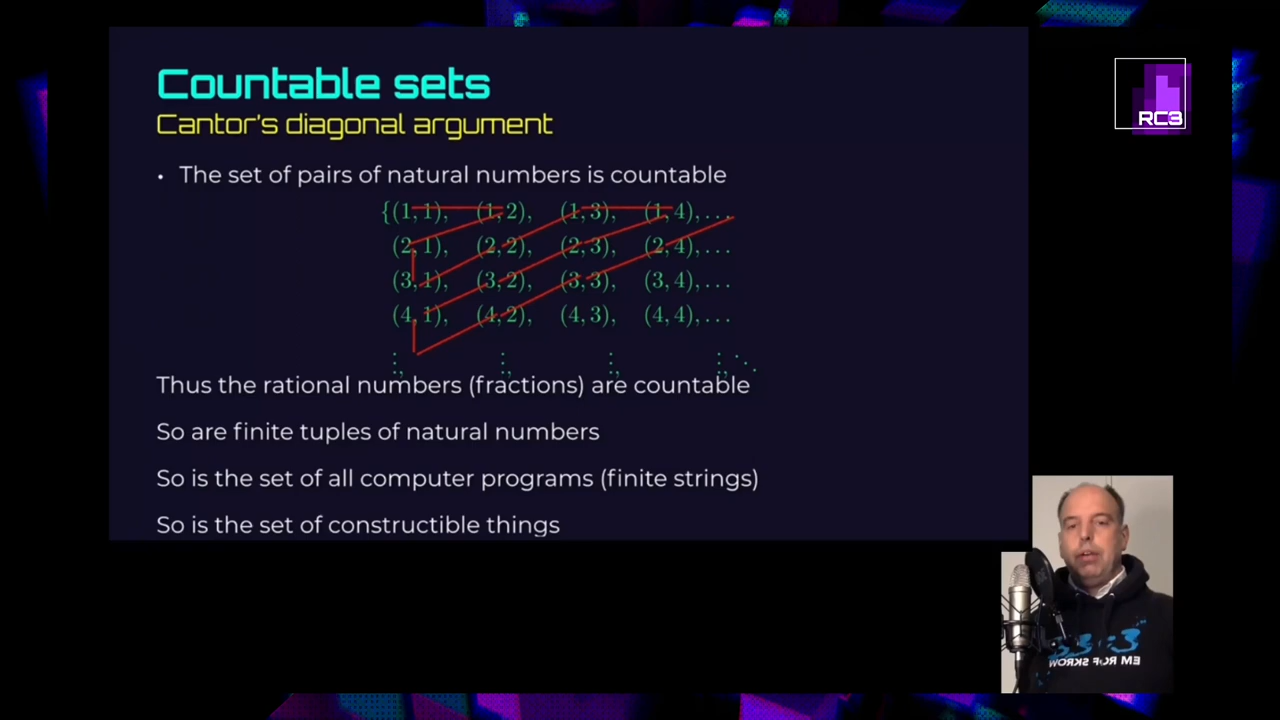 Countable sets
Cantor's diagonal argument
• The set of pairs of natural numbers is countable
{(1, 1), (1, 2), (1, 3), (1, 4), ...
(2, 1), (2, 2), (2, 3), (2, 4), ...
(3, 1), (3, 2), (3, 3), (3, 4), ...
(4, 1), (4, 2), (4, 3), (4, 4), ...
⋮, ⋮, ⋮, ⋮, ⋱
Thus the rational numbers (fractions) are countable
So are finite tuples of natural numbers
So is the set of all computer programs (finite strings)
So is the set of constructible things
RC3
WORKS FOR ME